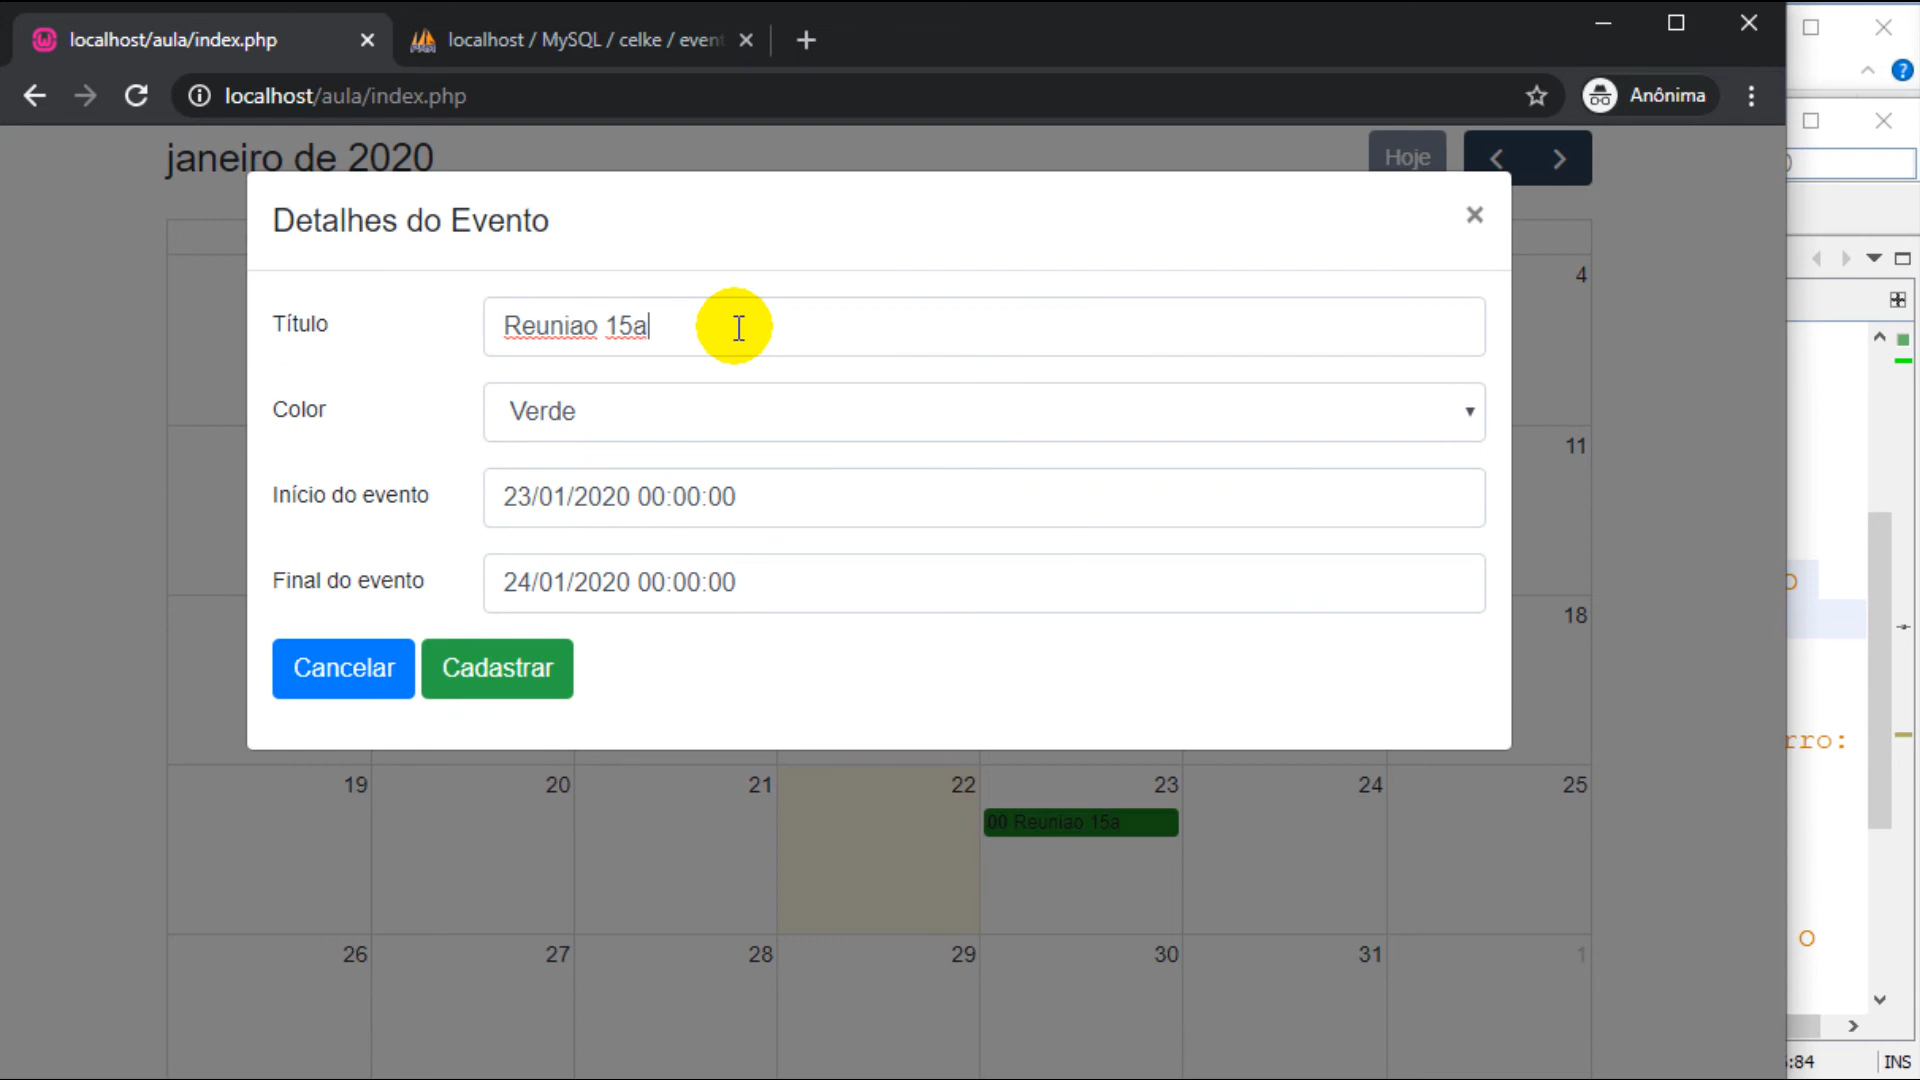 localhost/aula/index.php
localhost / MySQL / celke / event
localhost/aula/index.php
Anônima
janeiro de 2020
Hoje
Detalhes do Evento
Título
Reuniao 15a
Color
Verde
Início do evento
23/01/2020 00:00:00
Final do evento
24/01/2020 00:00:00
Cancelar
Cadastrar
4
11
18
19
20
21
22
23
24
25
00 Reuniao 15a
26
27
28
29
30
31
1
o
rro:
o
:84
INS